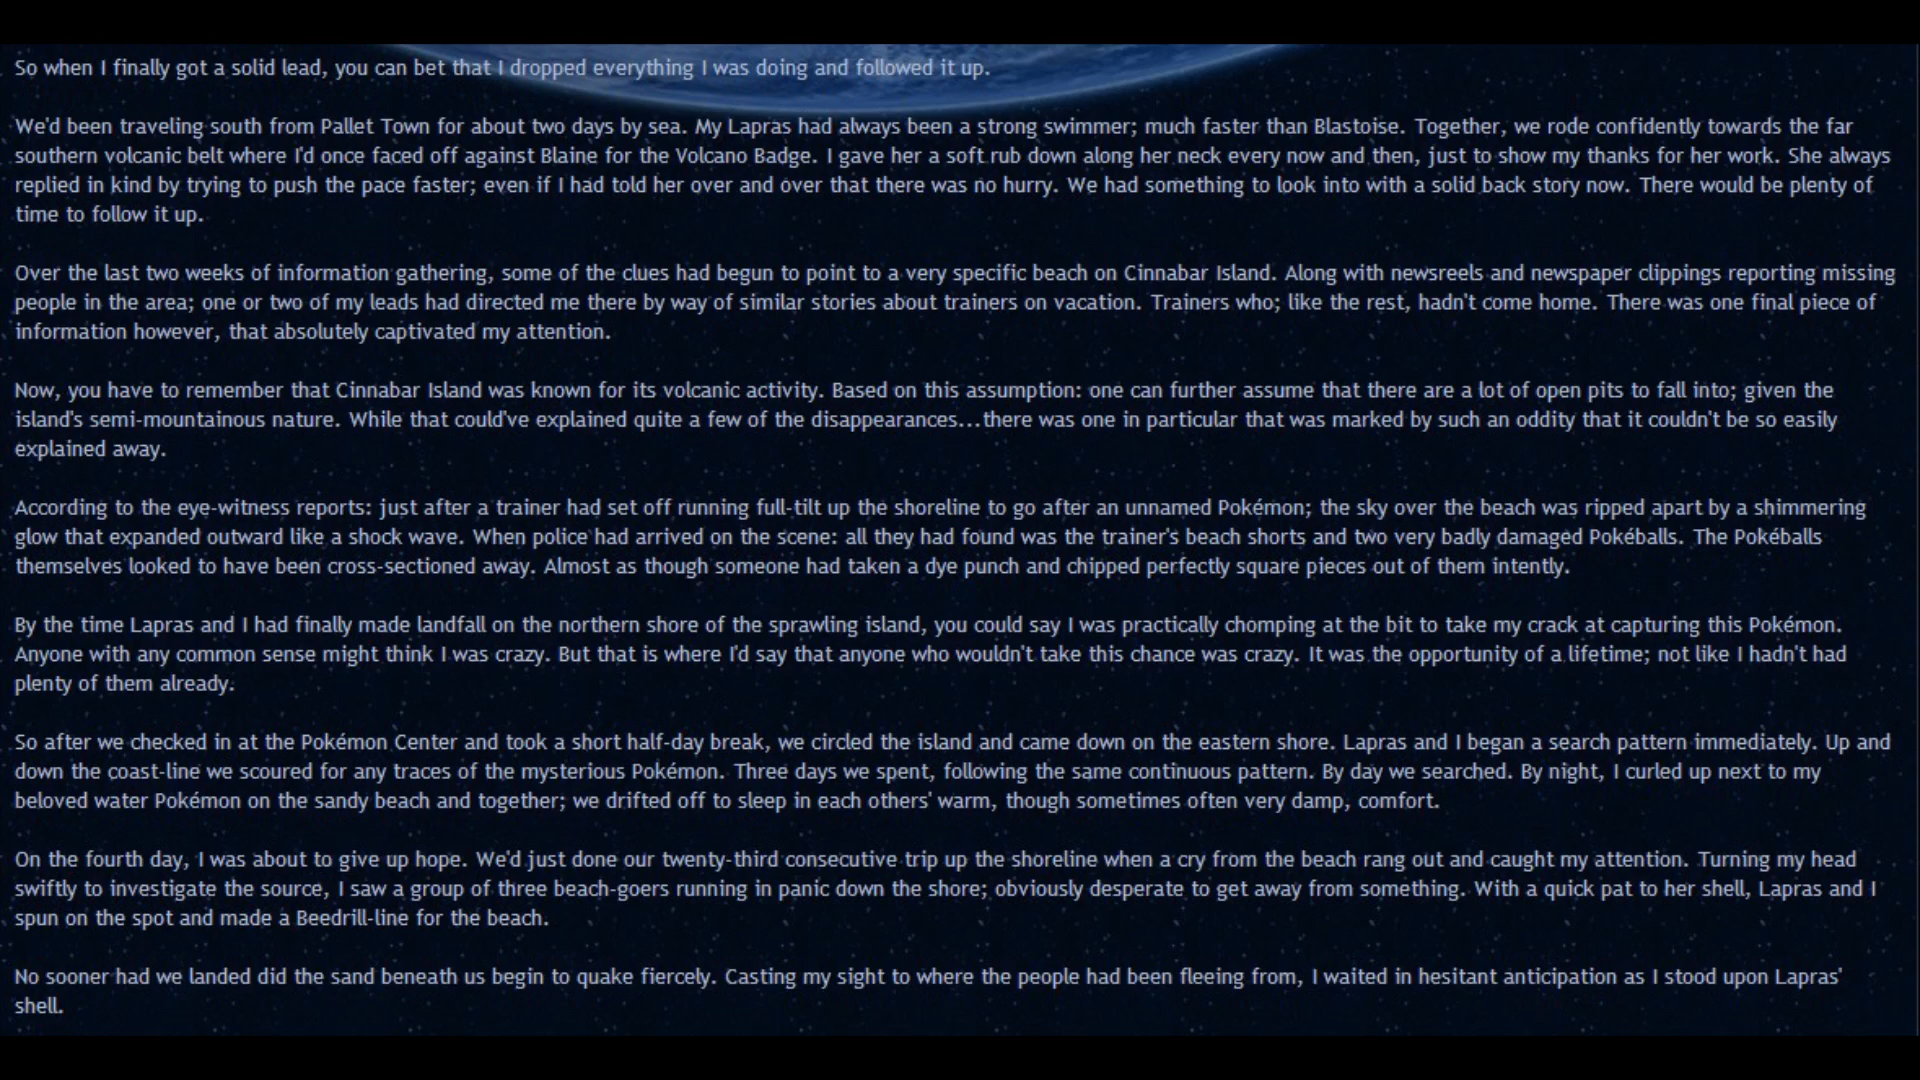 So when I finally got a solid lead, you can bet that I dropped everything I was doing and followed it up.
We'd been traveling south from Pallet Town for about two days by sea. My Lapras had always been a strong swimmer; much faster than Blastoise. Together, we rode confidently towards the far
southern volcanic belt where I'd once faced off against Blaine for the Volcano Badge. I gave her a soft rub down along her neck every now and then, just to show my thanks for her work. She always
replied in kind by trying to push the pace faster; even if I had told her over and over that there was no hurry. We had something to look into with a solid back story now. There would be plenty of
time to follow it up.
Over the last two weeks of information gathering, some of the clues had begun to point to a very specific beach on Cinnabar Island. Along with newsreels and newspaper clippings reporting missing
people in the area; one or two of my leads had directed me there by way of similar stories about trainers on vacation. Trainers who; like the rest, hadn't come home. There was one final piece of
information however, that absolutely captivated my attention.
Now, you have to remember that Cinnabar Island was known for its volcanic activity. Based on this assumption: one can further assume that there are a lot of open pits to fall into; given the
island's semi-mountainous nature. While that could've explained quite a few of the disappearances...there was one in particular that was marked by such an oddity that it couldn't be so easily
explained away.
According to the eye-witness reports: just after a trainer had set off running full-tilt up the shoreline to go after an unnamed Pokémon; the sky over the beach was ripped apart by a shimmering
glow that expanded outward like a shock wave. When police had arrived on the scene: all they had found was the trainer's beach shorts and two very badly damaged Pokéballs. The Pokéballs
themselves looked to have been cross-sectioned away. Almost as though someone had taken a dye punch and chipped perfectly square pieces out of them intently.
By the time Lapras and I had finally made landfall on the northern shore of the sprawling island, you could say I was practically chomping at the bit to take my crack at capturing this Pokémon.
Anyone with any common sense might think I was crazy. But that is where I'd say that anyone who wouldn't take this chance was crazy. It was the opportunity of a lifetime; not like I hadn't had
plenty of them already.
So after we checked in at the Pokémon Center and took a short half-day break, we circled the island and came down on the eastern shore. Lapras and I began a search pattern immediately. Up and
down the coast-line we scoured for any traces of the mysterious Pokémon. Three days we spent, following the same continuous pattern. By day we searched. By night, I curled up next to my
beloved water Pokémon on the sandy beach and together; we drifted off to sleep in each others' warm, though sometimes often very damp, comfort.
On the fourth day, I was about to give up hope. We'd just done our twenty-third consecutive trip up the shoreline when a cry from the beach rang out and caught my attention. Turning my head
swiftly to investigate the source, I saw a group of three beach-goers running in panic down the shore; obviously desperate to get away from something. With a quick pat to her shell, Lapras and I
spun on the spot and made a Beedrill-line for the beach.
No sooner had we landed did the sand beneath us begin to quake fiercely. Casting my sight to where the people had been fleeing from, I waited in hesitant anticipation as I stood upon Lapras'
shell.